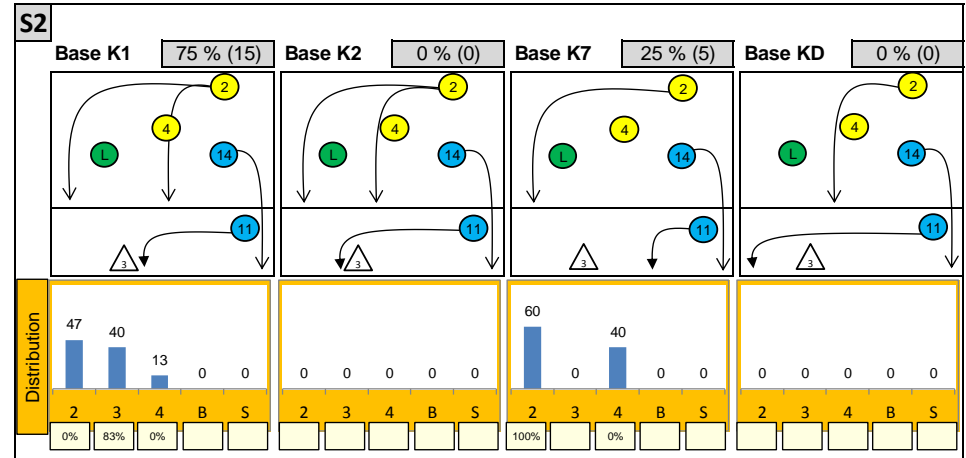 S2
Base K1 75 % (15) Base K2 0 % (0) Base K7 25 % (5) Base KD 0 % (0)
2 2 2 2
4 4 4 4
L 14 L 14 L 14 L 14
11 11 11 11
3 3 3 3
Distribution
47 40 13 0 0 0 0 0 0 0 60 0 40 0 0 0 0 0 0 0
2 3 4 B S 2 3 4 B S 2 3 4 B S 2 3 4 B S
0% 83% 0% 100% 0%